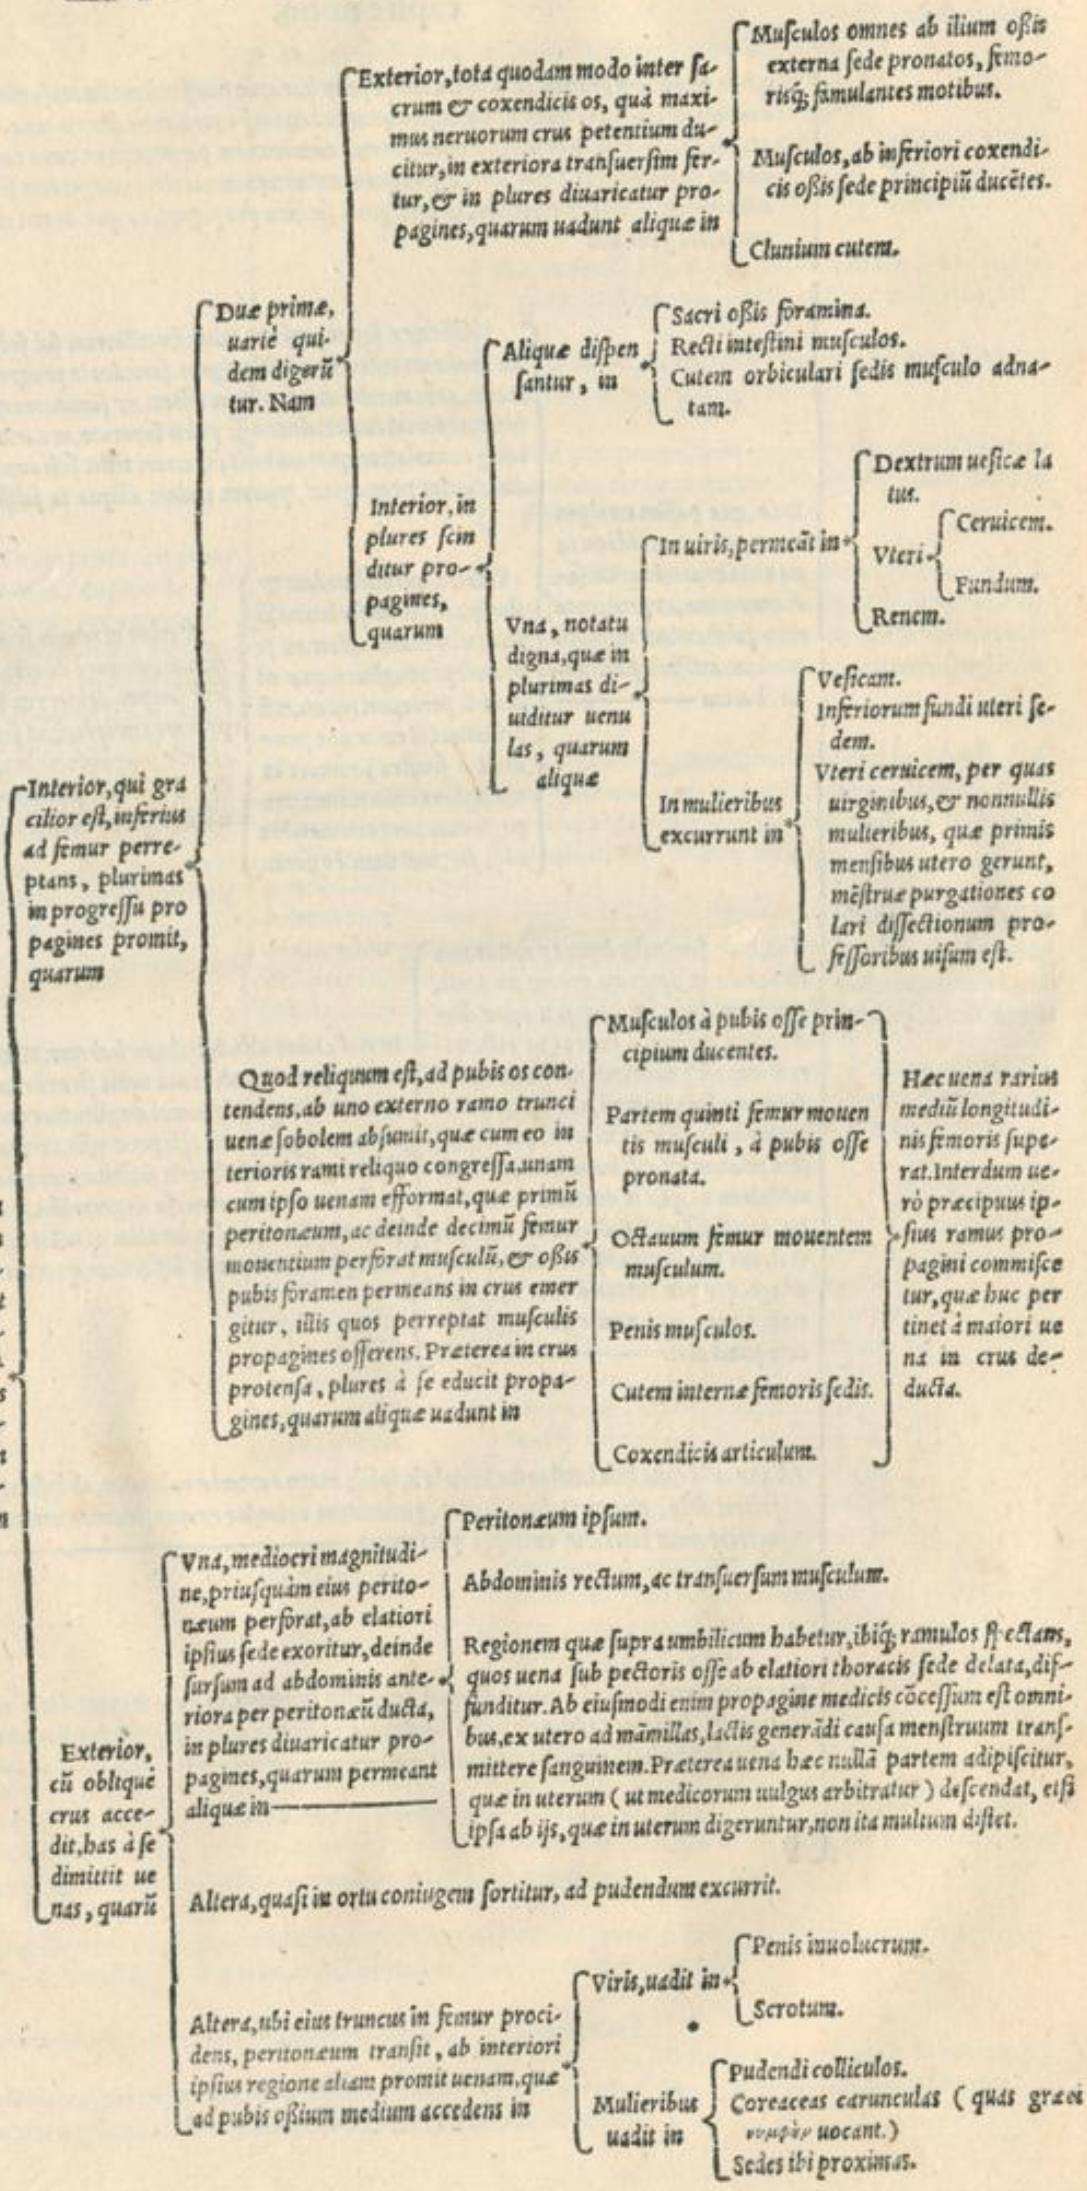 Musculos omnes ab ilium oßis
externa sede pronatos, femo-
risq́; famulantes motibus.
Exterior, tota quodam modo inter sa-
crum & coxendicis os, quà maxi-
mus neruorum crus petentium du-
citur, in exteriora transuersim fer-
tur, & in plures diuaricatur pro-
pagines, quarum uadunt aliquæ in
Musculos, ab inferiori coxendi-
cis oßis sede principiũ ducẽtes.
Clunium cutem.
Duæ primæ,
uariè qui-
dem digerũ
tur. Nam
Aliquæ dispen
santur, in
Sacri oßis foramina.
Recti intestini musculos.
Cutem orbiculari sedis musculo adna-
tam.
Interior, in
plures scin
ditur pro-
pagines,
quarum
Vna, notatu
digna, quæ in
plurimas di-
uiditur uenu
las, quarum
aliquæ
In uiris, permeãt in
Dextrum uesicæ la
tus.
Vteri
Ceruicem.
Fundum.
Renem.
In mulieribus
excurrunt in
Vesicam.
Inferiorum fundi uteri se-
dem.
Vteri ceruicem, per quas
uirginibus, & nonnullis
mulieribus, quæ primis
mensibus utero gerunt,
mẽstruæ purgationes co
lari dissectionum pro-
fessoribus uisum est.
Interior, qui gra
cilior est, inferius
ad femur perre-
ptans, plurimas
in progressu pro
pagines promit,
quarum
Quod reliquum est, ad pubis os con-
tendens, ab uno externo ramo trunci
uenæ sobolem absumit, quæ cum eo in
terioris rami reliquo congressa, unam
cum ipso uenam efformat, quæ primũ
peritonæum, ac deinde decimũ femur
mouentium perforat musculũ, & oßis
pubis foramen permeans in crus emer
gitur, illis quos perreptat musculis
propagines offerens. Præterea in crus
protensa, plures à se educit propa-
gines, quarum aliquæ uadunt in
Musculos à pubis osse prin-
cipium ducentes.
Partem quinti femur mouen
tis musculi, à pubis osse
pronata.
Octauum femur mouentem
musculum.
Penis musculos.
Cutem internæ femoris sedis.
Coxendicis articulum.
Hæc uena rarius
mediũ longitudi-
nis femoris supe-
rat. Interdum ue-
rò præcipuus ip-
sius ramus pro-
pagini commisce
tur, quæ huc per
tinet à maiori ue
na in crus de-
ducta.
Exterior,
cũ obliquè
crus acce-
dit, has à se
dimittit ue
nas, quarũ
Vna, mediocri magnitudi-
ne, priusquàm eius perito-
næum perforat, ab elatiori
ipsius sede exoritur, deinde
sursum ad abdominis ante-
riora per peritonæũ ducta,
in plures diuaricatur pro-
pagines, quarum permeant
aliquæ in
Peritonæum ipsum.
Abdominis rectum, ac transuersum musculum.
Regionem quæ supra umbilicum habetur, ibiq́; ramulos spectans,
quos uena sub pectoris osse ab elatiori thoracis sede delata, dif-
funditur. Ab eiusmodi enim propagine medicis cõcessum est omni-
bus, ex utero ad mãmillas, lactis generãdi causa menstruum trans-
mittere sanguinem. Præterea uena hæc nullã partem adipiscitur,
quæ in uterum ( ut medicorum uulgus arbitratur ) descendat, etsi
ipsa ab ijs, quæ in uterum digeruntur, non ita multum distet.
Altera, quasi in ortu coniugem sortitur, ad pudendum excurrit.
Altera, ubi eius truncus in femur proci-
dens, peritonæum transit, ab interiori
ipsius regione aliam promit uenam, quæ
ad pubis oßium medium accedens in
Viris, uadit in
Penis inuolucrum.
Scrotum.
Mulieribus
uadit in
Pudendi colliculos.
Coreaceas carunculas ( quas græci
uocant.)
Sedes ibi proximas.